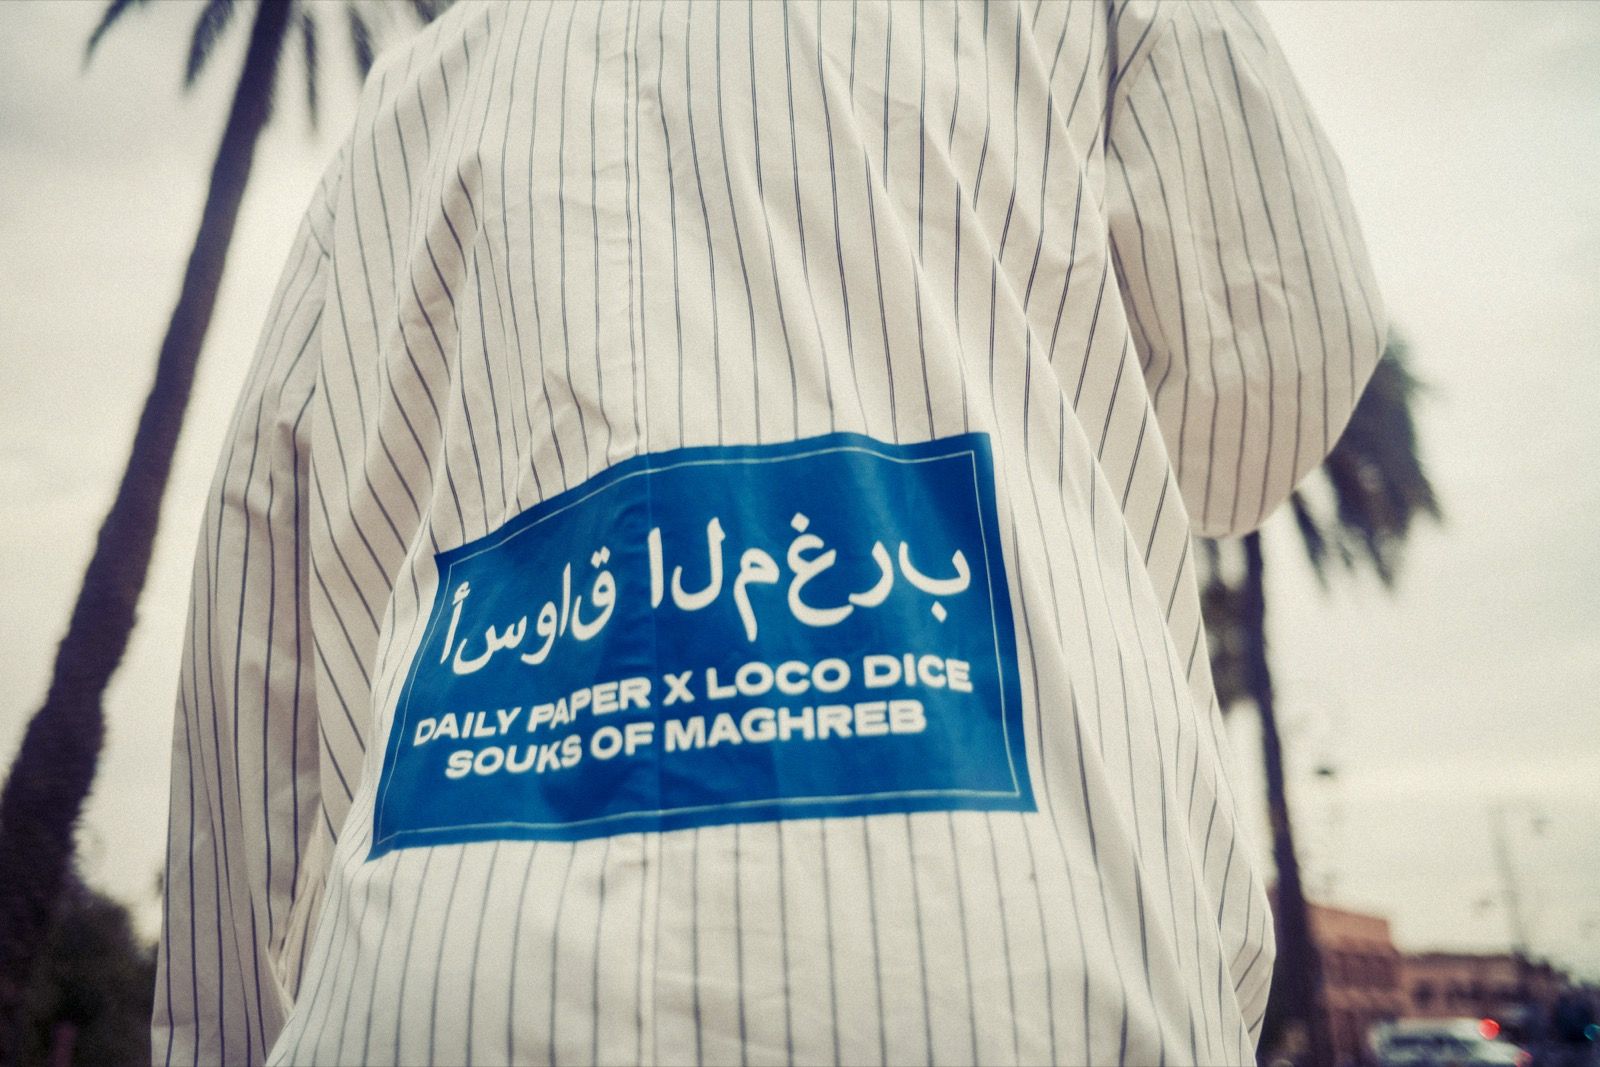 أسواق المغرب
DAILY PAPER X LOCO DICE
SOUKS OF MAGHREB